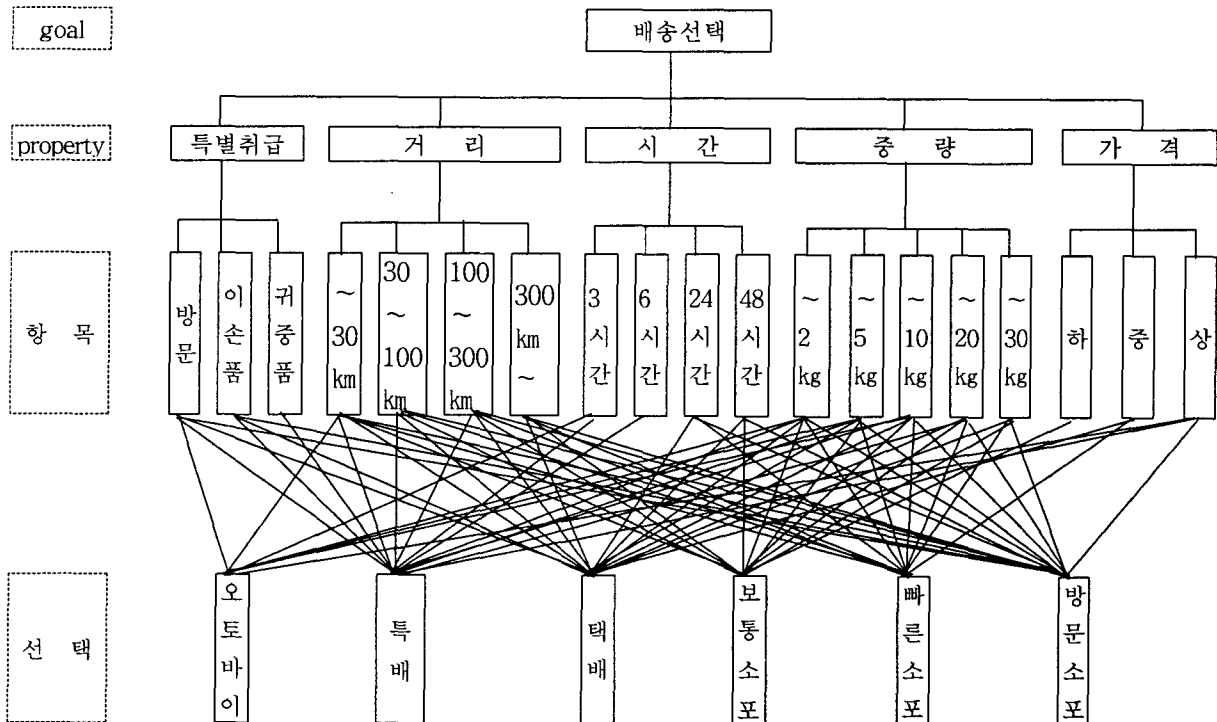 goal
배송선택
property
특별취급
거 리
시 간
중 량
가 격
항 목
방문
이손품
귀중품
~30km
30~100km
100~300km
300km~
3시간
6시간
24시간
48시간
~2kg
~5kg
~10kg
~20kg
~30kg
하
중
상
선 택
오토바이
특배
택배
보통소포
빠른소포
방문소포